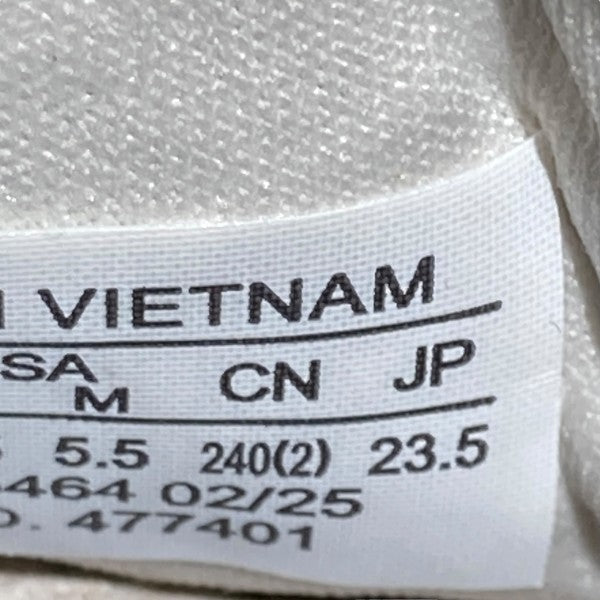 VIETNAM
SA CN JP
M
5.5 240(2) 23.5
464 02/25
. 477401